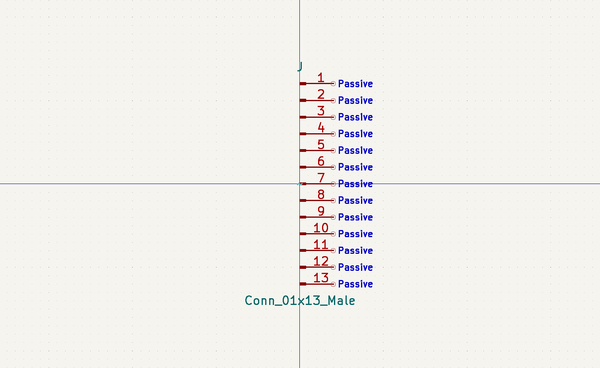 J
1 Passive
2 Passive
3 Passive
4 Passive
5 Passive
6 Passive
7 Passive
8 Passive
9 Passive
10 Passive
11 Passive
12 Passive
13 Passive
Conn_01x13_Male